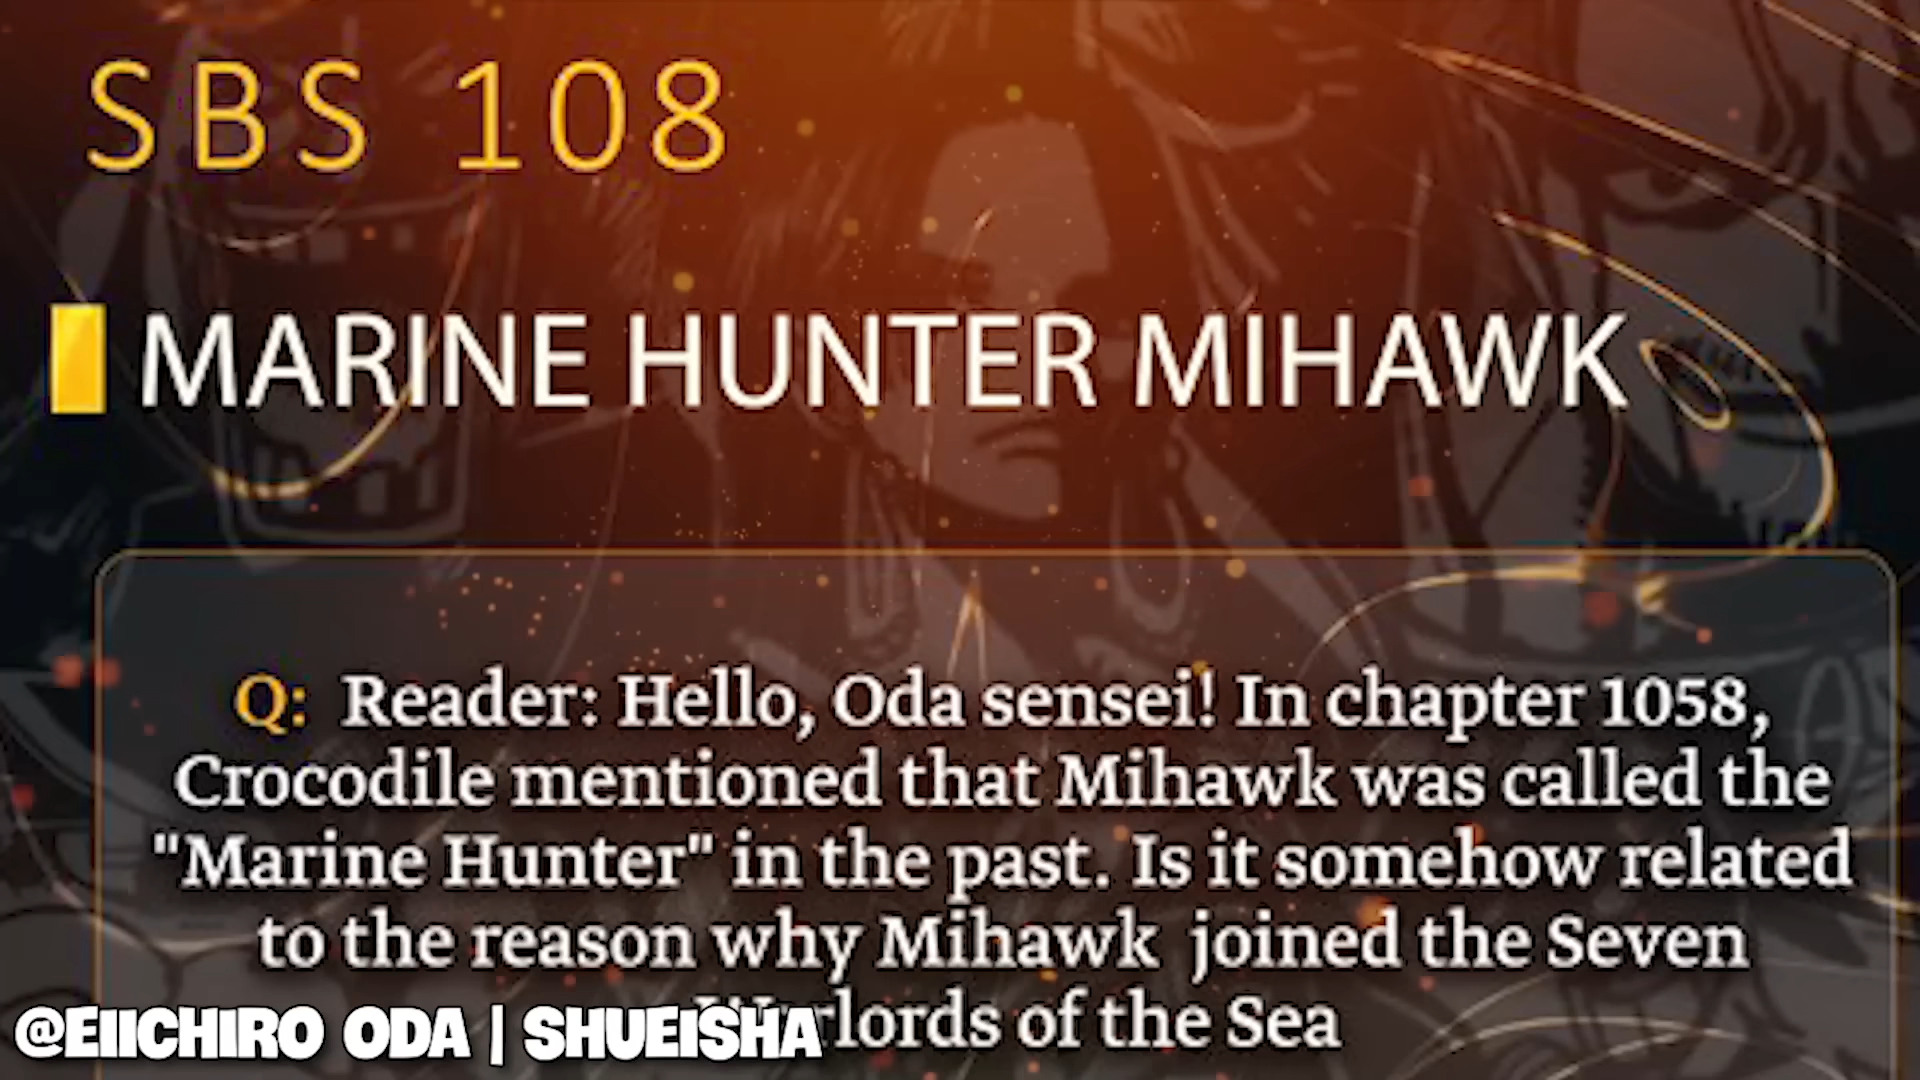 SBS 108
MARINE HUNTER MIHAWK
Q: Reader: Hello, Oda sensei! In chapter 1058,
Crocodile mentioned that Mihawk was called the
"Marine Hunter" in the past. Is it somehow related
to the reason why Mihawk joined the Seven
Warlords of the Sea
@EIICHIRO ODA | SHUEISHA